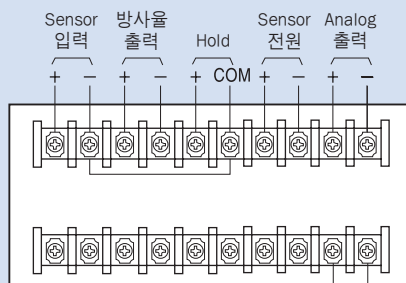 Sensor 방사율 Sensor Analog
입력 출력 Hold 전원 출력
+ − + − + COM + − + −